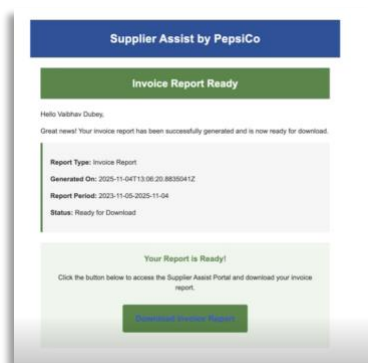 Supplier Assist by PepsiCo
Invoice Report Ready
Hello Vaibhav Dubey,
Great news! Your invoice report has been successfully generated and is now ready for download.
Report Type: Invoice Report
Generated On: 2025-11-04T13:06:20.8835041Z
Report Period: 2023-11-05-2025-11-04
Status: Ready for Download
Your Report is Ready!
Click the button below to access the Supplier Assist Portal and download your invoice
report.
Download Invoice Report